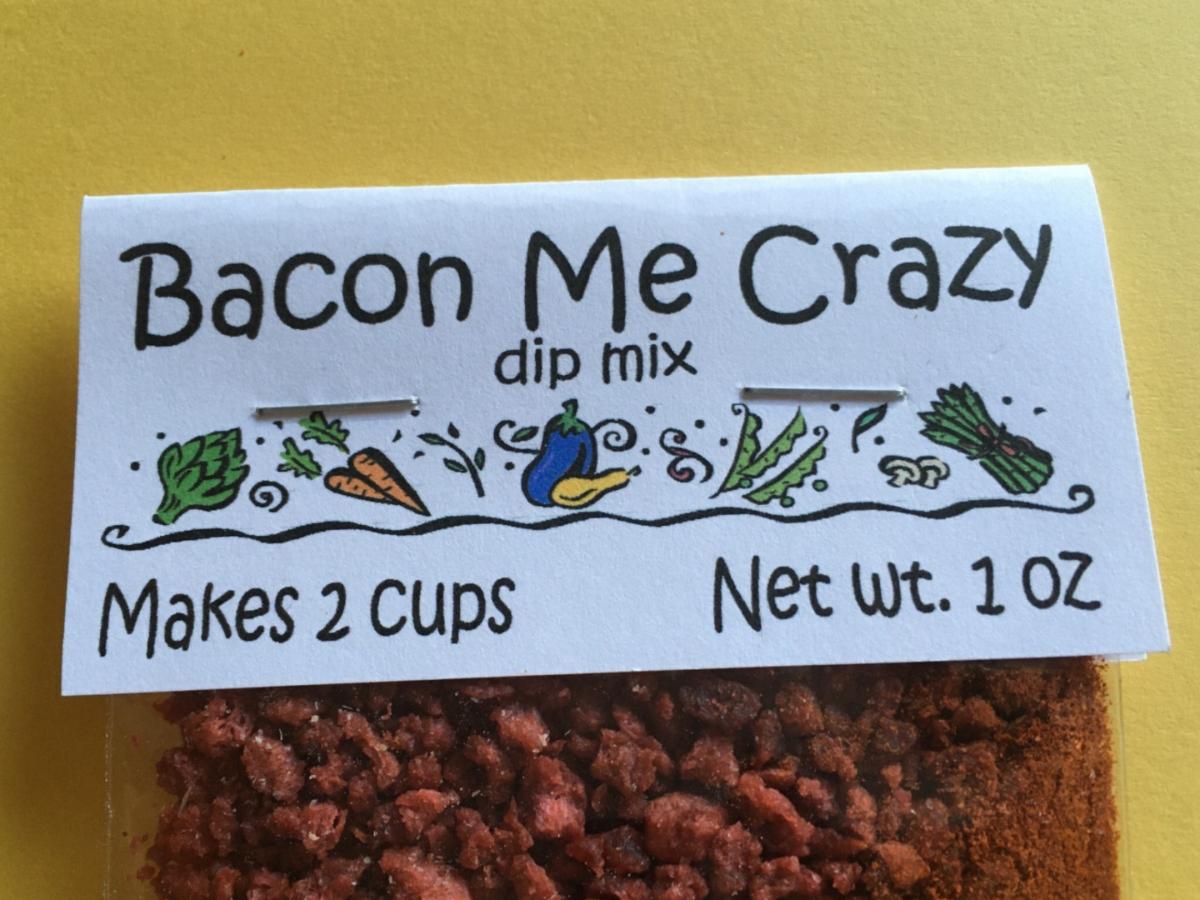 Bacon Me Crazy
dip mix
Makes 2 cups
Net wt. 1 oz